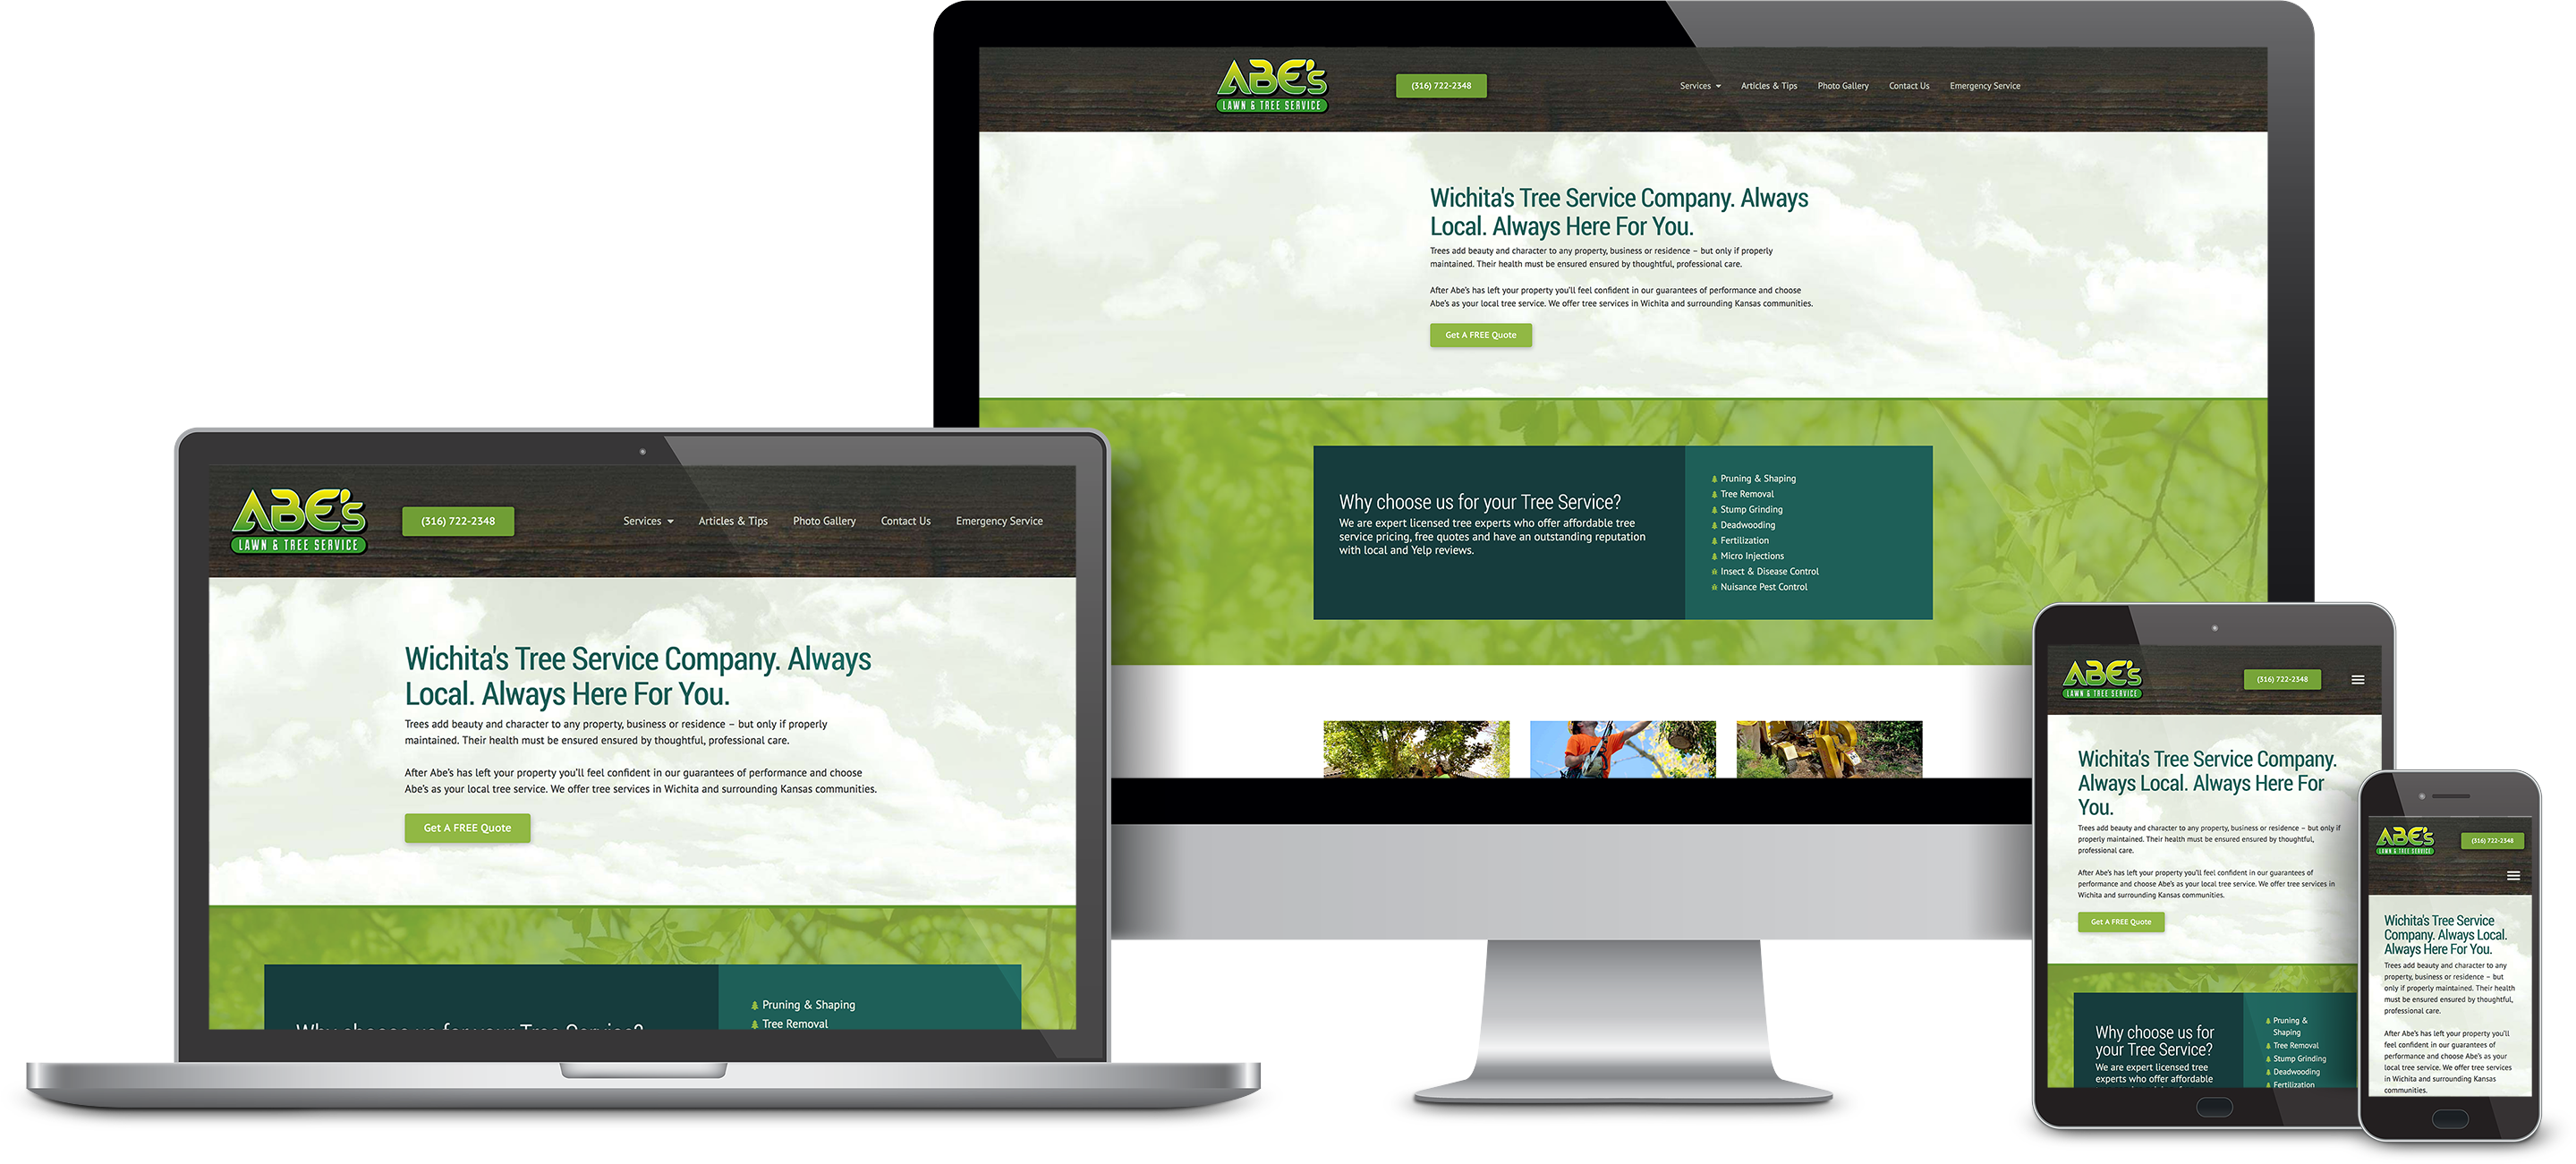 ABE's
LAWN & TREE SERVICE
(316) 722-2348
Services
Articles & Tips
Photo Gallery
Contact Us
Emergency Service
Wichita's Tree Service Company. Always
Local. Always Here For You.
Trees add beauty and character to any property, business or residence – but only if properly
maintained. Their health must be ensured ensured by thoughtful, professional care.
After Abe's has left your property you'll feel confident in our guarantees of performance and choose
Abe's as your local tree service. We offer tree services in Wichita and surrounding Kansas communities.
Get A FREE Quote
Why choose us for your Tree Service?
We are expert licensed tree experts who offer affordable tree
service pricing, free quotes and have an outstanding reputation
with local and Yelp reviews.
Pruning & Shaping
Tree Removal
Stump Grinding
Deadwooding
Fertilization
Micro Injections
Insect & Disease Control
Nuisance Pest Control
ABE's
LAWN & TREE SERVICE
(316) 722-2348
Services
Articles & Tips
Photo Gallery
Contact Us
Emergency Service
Wichita's Tree Service Company. Always
Local. Always Here For You.
Trees add beauty and character to any property, business or residence – but only if properly
maintained. Their health must be ensured ensured by thoughtful, professional care.
After Abe's has left your property you'll feel confident in our guarantees of performance and choose
Abe's as your local tree service. We offer tree services in Wichita and surrounding Kansas communities.
Get A FREE Quote
Why choose us for your Tree Service?
Pruning & Shaping
Tree Removal
ABE's
LAWN & TREE SERVICE
(316) 722-2348
Wichita's Tree Service Company.
Always Local. Always Here For
You.
Trees add beauty and character to any property, business or residence – but only if
properly maintained. Their health must be ensured ensured by thoughtful,
professional care.
After Abe's has left your property you'll feel confident in our guarantees of
performance and choose Abe's as your local tree service. We offer tree services in
Wichita and surrounding Kansas communities.
Get A FREE Quote
Why choose us for
your Tree Service?
We are expert licensed tree
experts who offer affordable
Pruning &
Shaping
Tree Removal
Stump Grinding
Deadwooding
Fertilization
ABE's
LAWN & TREE SERVICE
(316) 722-2348
Wichita's Tree Service
Company. Always Local.
Always Here For You.
Trees add beauty and character to any
property, business or residence – but
only if properly maintained. Their health
must be ensured ensured by thoughtful,
professional care.
After Abe's has left your property you'll
feel confident in our guarantees of
performance and choose Abe's as your
local tree service. We offer tree services
in Wichita and surrounding Kansas
communities.